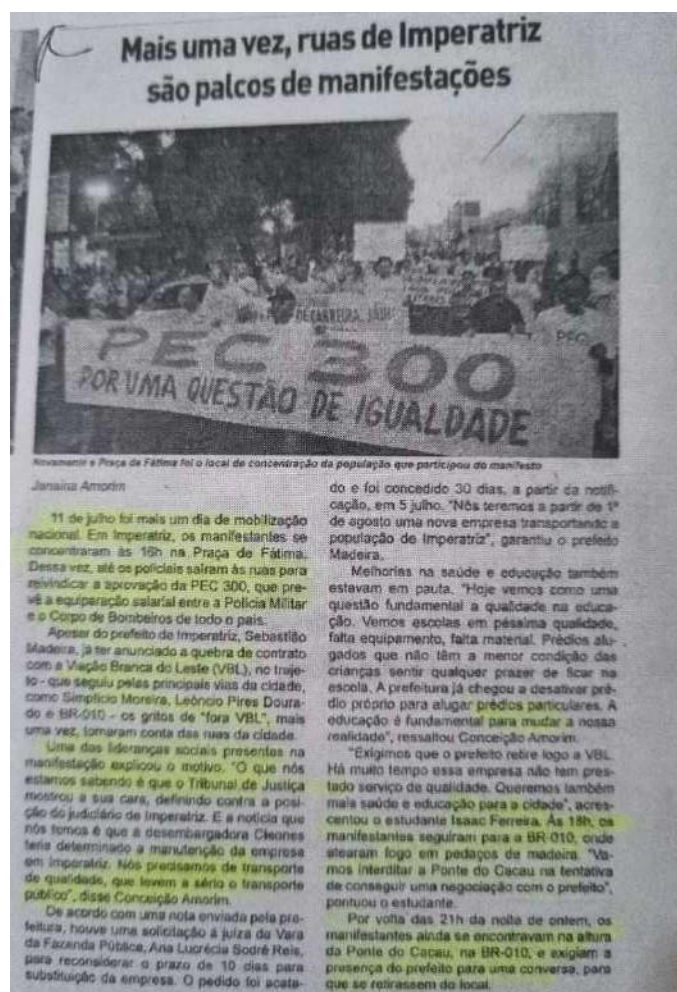 Mais uma vez, ruas de Imperatriz
são palcos de manifestações
DE CARREIRA, JÁ!!
PEC 300
POR UMA QUESTÃO DE IGUALDADE
PEC
Novamente a Praça de Fátima foi o local de concentração da população que participou do manifesto
Janaina Amorim
11 de julho foi mais um dia de mobilização
nacional. Em Imperatriz, os manifestantes se
concentraram às 16h na Praça de Fátima.
Dessa vez, até os policiais saíram às ruas para
reivindicar a aprovação da PEC 300, que pre-
vê a equiparação salarial entre a Polícia Militar
e o Corpo de Bombeiros de todo o país.
Apesar do prefeito de Imperatriz, Sebastião
Madeira, já ter anunciado a quebra de contrato
com a Viação Branca do Leste (VBL), no traje-
to - que seguiu pelas principais vias da cidade,
como Simplício Moreira, Leôncio Pires Doura-
do e BR-010 - os gritos de "fora VBL", mais
uma vez, tomaram conta das ruas da cidade.
Uma das lideranças sociais presentes na
manifestação explicou o motivo. "O que nós
estamos sabendo é que o Tribunal de Justiça
mostrou a sua cara, definindo contra a posi-
ção do judiciário de Imperatriz. E a notícia que
nós temos é que a desembargadora Cleones
teria determinado a manutenção da empresa
em Imperatriz. Nós precisamos de transporte
de qualidade, que levem a sério o transporte
público", disse Conceição Amorim.
De acordo com uma nota enviada pela pre-
feitura, houve uma solicitação à juíza da Vara
da Fazenda Pública, Ana Lucrécia Sodré Reis,
para reconsiderar o prazo de 10 dias para
substituição da empresa. O pedido foi acata-
do e foi concedido 30 dias, a partir da notifi-
cação, em 5 julho. "Nós teremos a partir de 1º
de agosto uma nova empresa transportando a
população de Imperatriz", garantiu o prefeito
Madeira.
Melhorias na saúde e educação também
estavam em pauta. "Hoje vemos como uma
questão fundamental a qualidade na educa-
ção. Vemos escolas em péssima qualidade,
falta equipamento, falta material. Prédios alu-
gados que não têm a menor condição das
crianças sentir qualquer prazer de ficar na
escola. A prefeitura já chegou a desativar pré-
dio próprio para alugar prédios particulares. A
educação é fundamental para mudar a nossa
realidade", ressaltou Conceição Amorim.
"Exigimos que o prefeito retire logo a VBL.
Há muito tempo essa empresa não tem pres-
tado serviço de qualidade. Queremos também
mais saúde e educação para a cidade", acres-
centou o estudante Isaac Ferreira. Às 18h, os
manifestantes seguiram para a BR-010, onde
atearam fogo em pedaços de madeira. "Va-
mos interditar a Ponte do Cacau na tentativa
de conseguir uma negociação com o prefeito",
pontuou o estudante.
Por volta das 21h da noite de ontem, os
manifestantes ainda se encontravam na altura
da Ponte do Cacau, na BR-010, e exigiam a
presença do prefeito para uma conversa, para
que se retirassem do local.